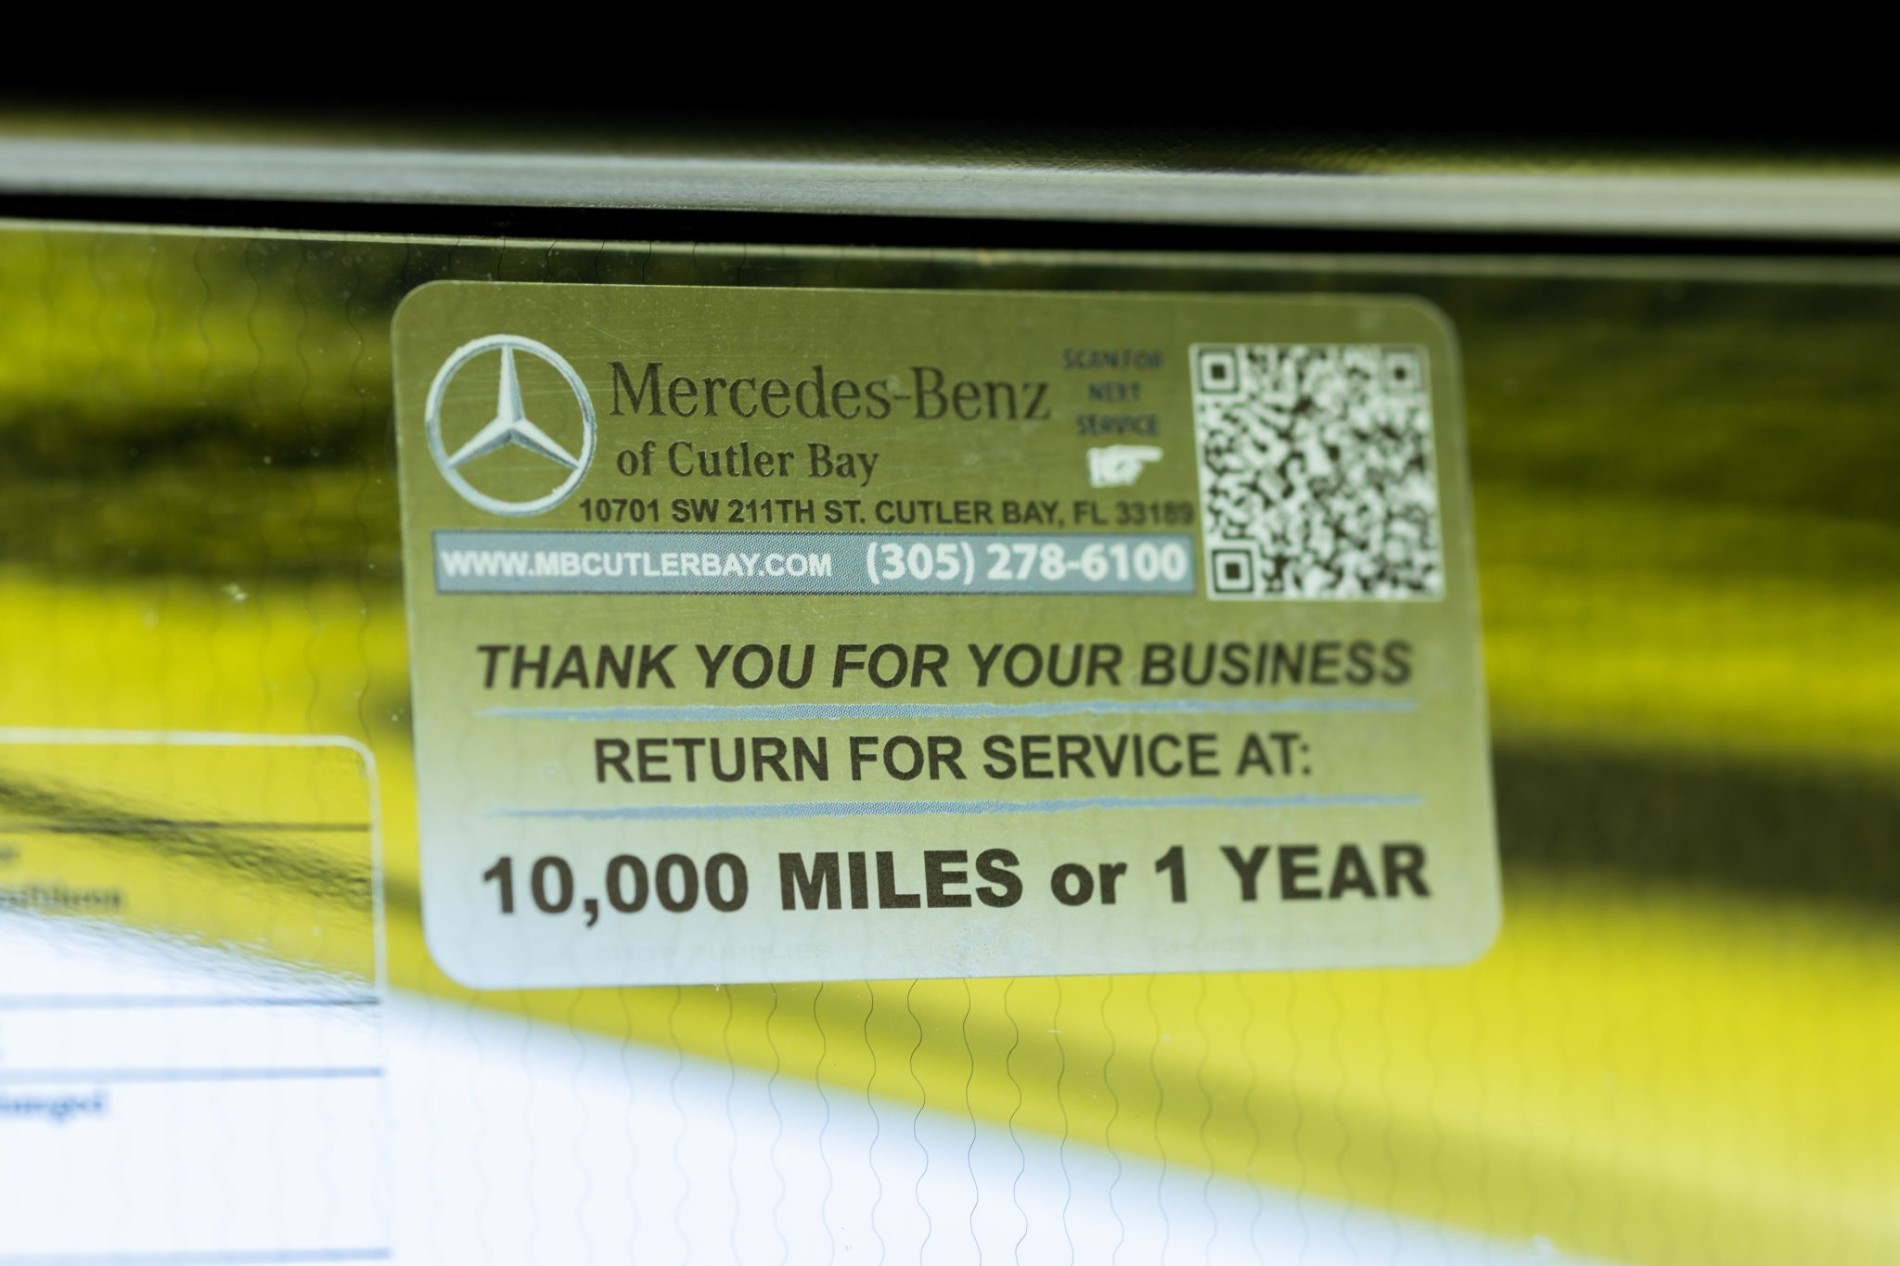 Mercedes-Benz
of Cutler Bay
SCAN FOR
NEXT
SERVICE
10701 SW 211TH ST. CUTLER BAY, FL 33189
WWW.MBCUTLERBAY.COM (305) 278-6100
THANK YOU FOR YOUR BUSINESS
RETURN FOR SERVICE AT:
10,000 MILES or 1 YEAR